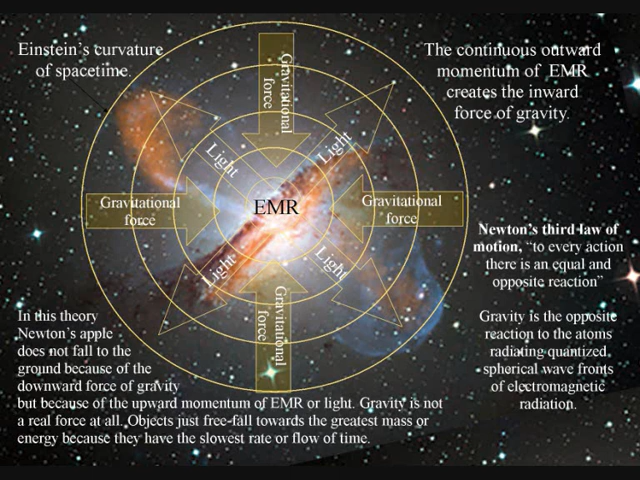 Einstein's curvature
of spacetime.
The continuous outward
momentum of EMR
creates the inward
force of gravity.
Gravitational
force
Light
Light
Gravitational
force
EMR
Gravitational
force
Light
Light
Gravitational
force
Newton's third law of
motion, "to every action
there is an equal and
opposite reaction"
Gravity is the opposite
reaction to the atoms
radiating quantized
spherical wave fronts
of electromagnetic
radiation.
In this theory
Newton's apple
does not fall to the
ground because of the
downward force of gravity
but because of the upward momentum of EMR or light. Gravity is not
a real force at all. Objects just free-fall towards the greatest mass or
energy because they have the slowest rate or flow of time.